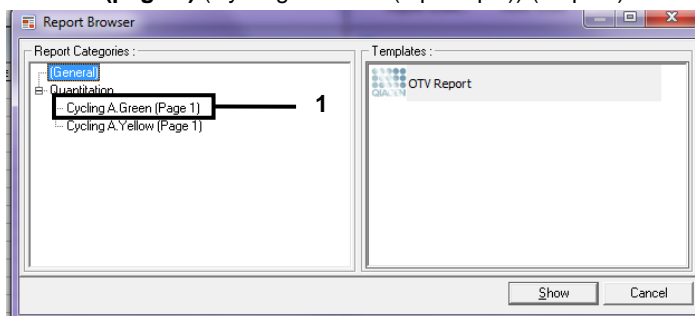 Report Browser
Report Categories :
Templates :
(General)
Quantitation
Cycling A.Green (Page 1)
1
Cycling A.Yellow (Page 1)
QIAGEN
OTV Report
Show
Cancel